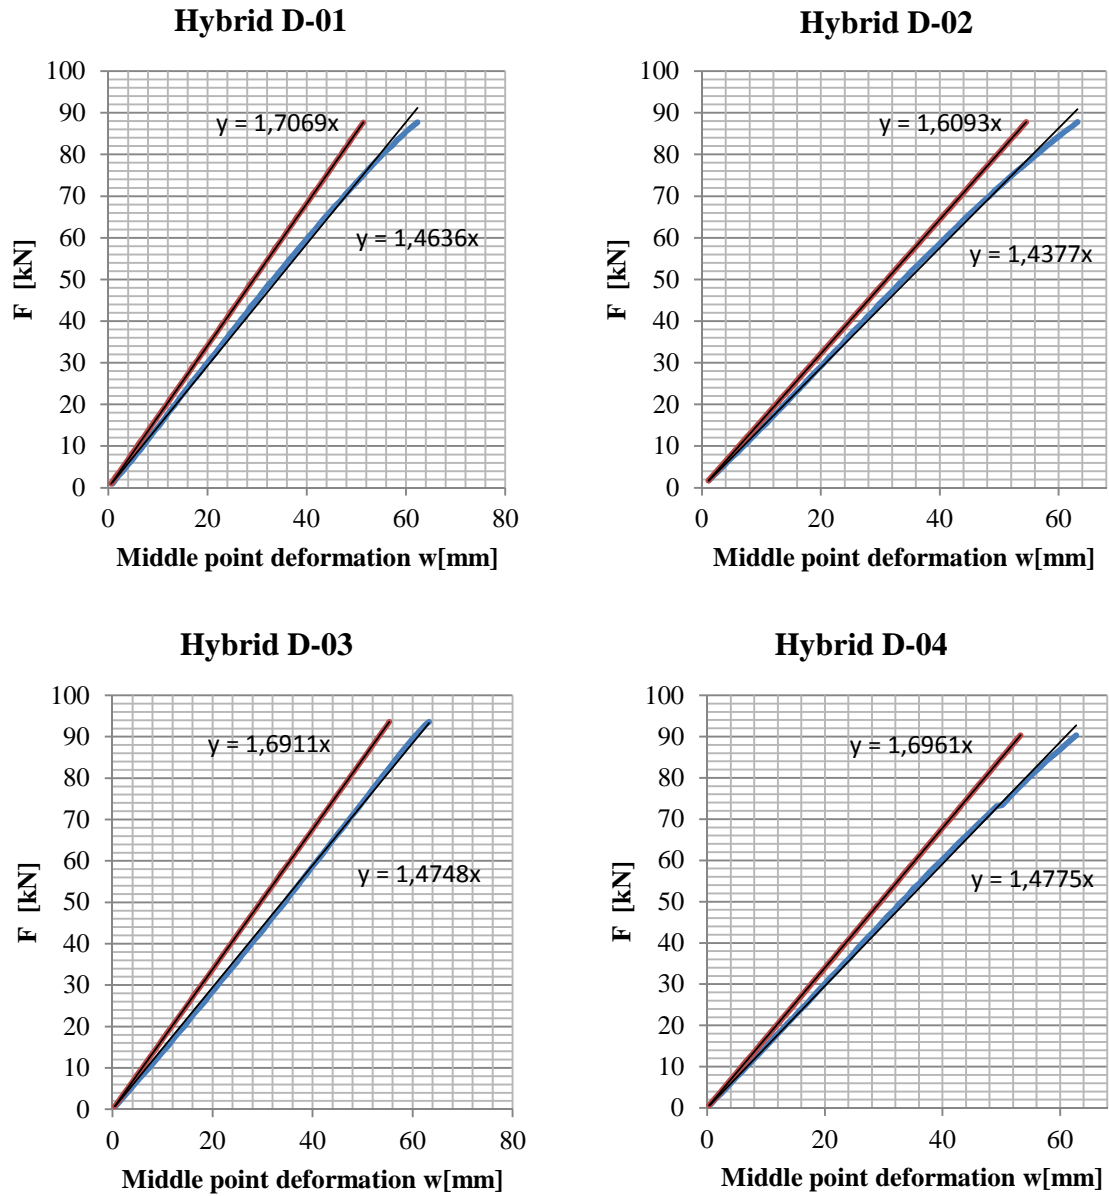 Hybrid D-01
100
90
80
70
60
50
40
30
20
10
0
F [kN]
y = 1,7069x
y = 1,4636x
0 20 40 60 80
Middle point deformation w[mm]
Hybrid D-02
100
90
80
70
60
50
40
30
20
10
0
F [kN]
y = 1,6093x
y = 1,4377x
0 20 40 60
Middle point deformation w[mm]
Hybrid D-03
100
90
80
70
60
50
40
30
20
10
0
F [kN]
y = 1,6911x
y = 1,4748x
0 20 40 60 80
Middle point deformation w[mm]
Hybrid D-04
100
90
80
70
60
50
40
30
20
10
0
F [kN]
y = 1,6961x
y = 1,4775x
0 20 40 60
Middle point deformation w[mm]